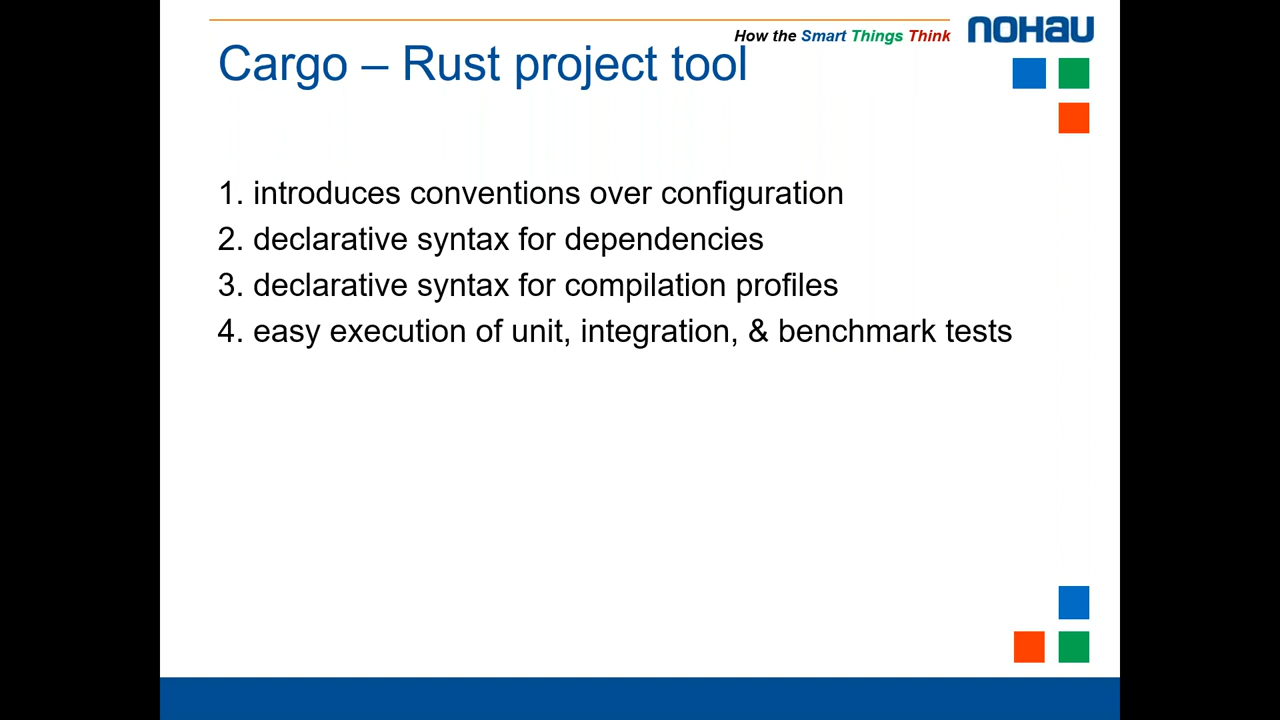 How the Smart Things Think
nohau
Cargo – Rust project tool
1. introduces conventions over configuration
2. declarative syntax for dependencies
3. declarative syntax for compilation profiles
4. easy execution of unit, integration, & benchmark tests